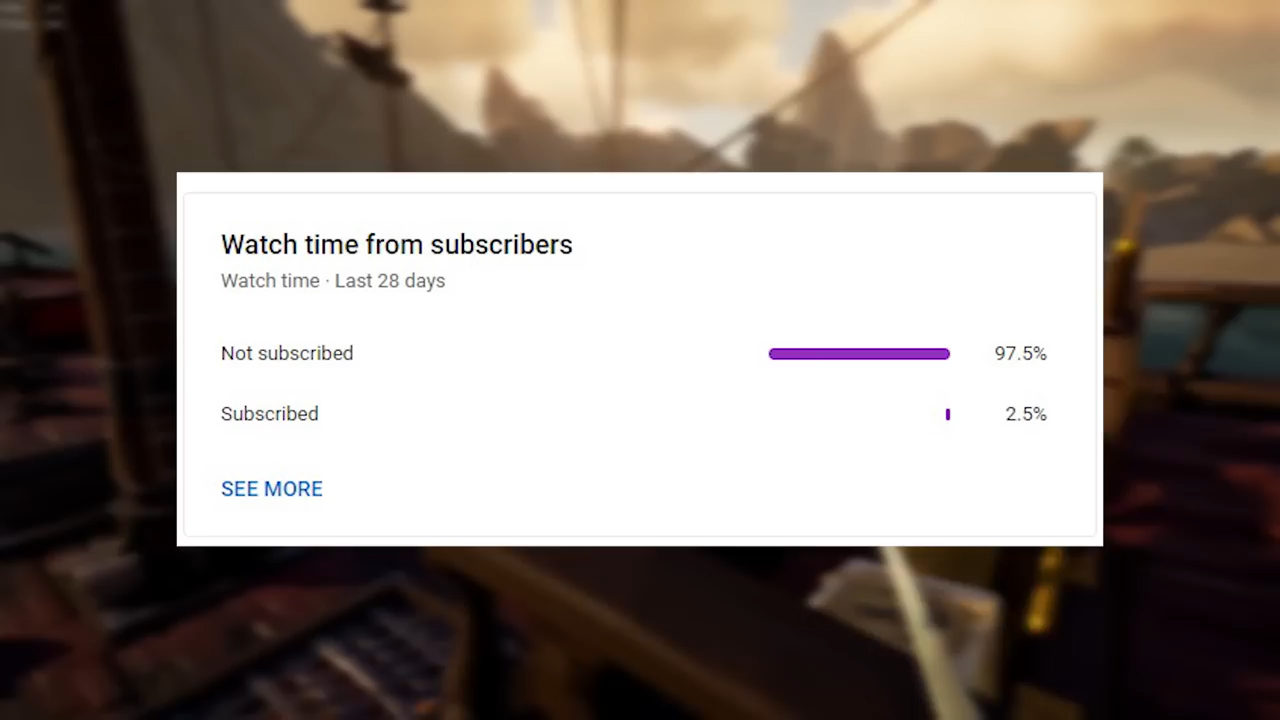 Watch time from subscribers
Watch time · Last 28 days
Not subscribed 97.5%
Subscribed 2.5%
SEE MORE